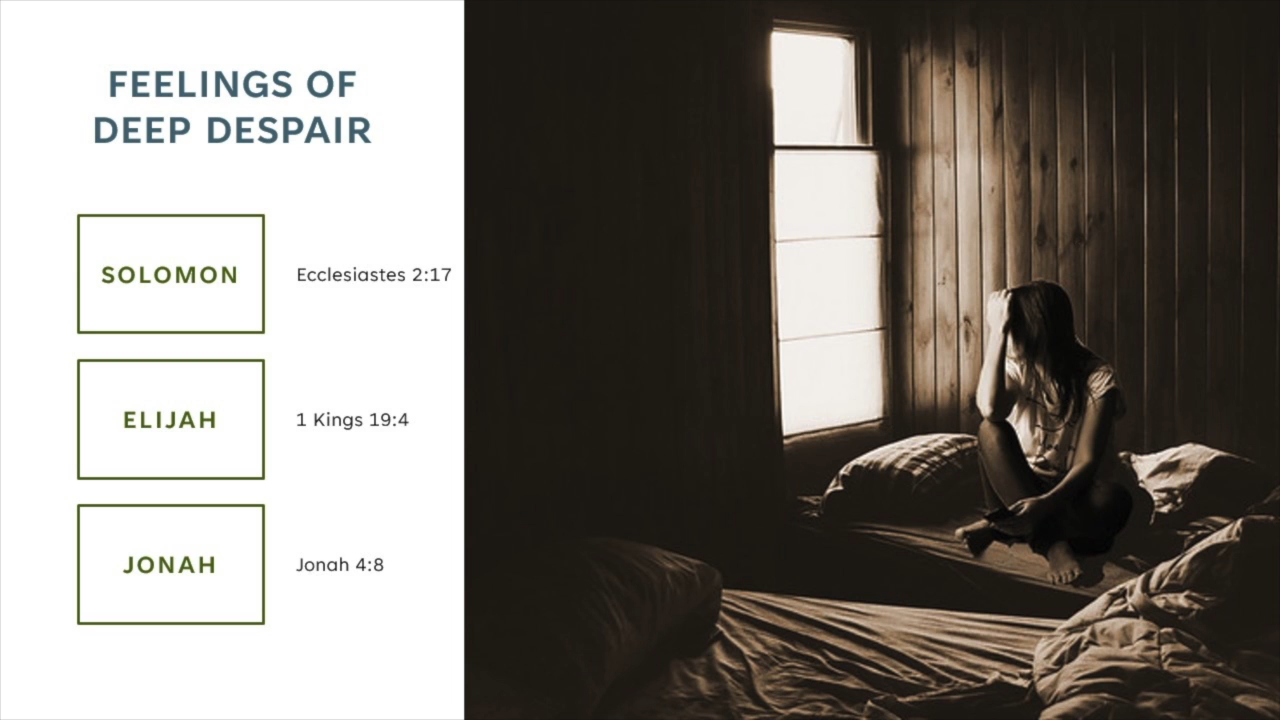 FEELINGS OF
DEEP DESPAIR
SOLOMON
Ecclesiastes 2:17
ELIJAH
1 Kings 19:4
JONAH
Jonah 4:8